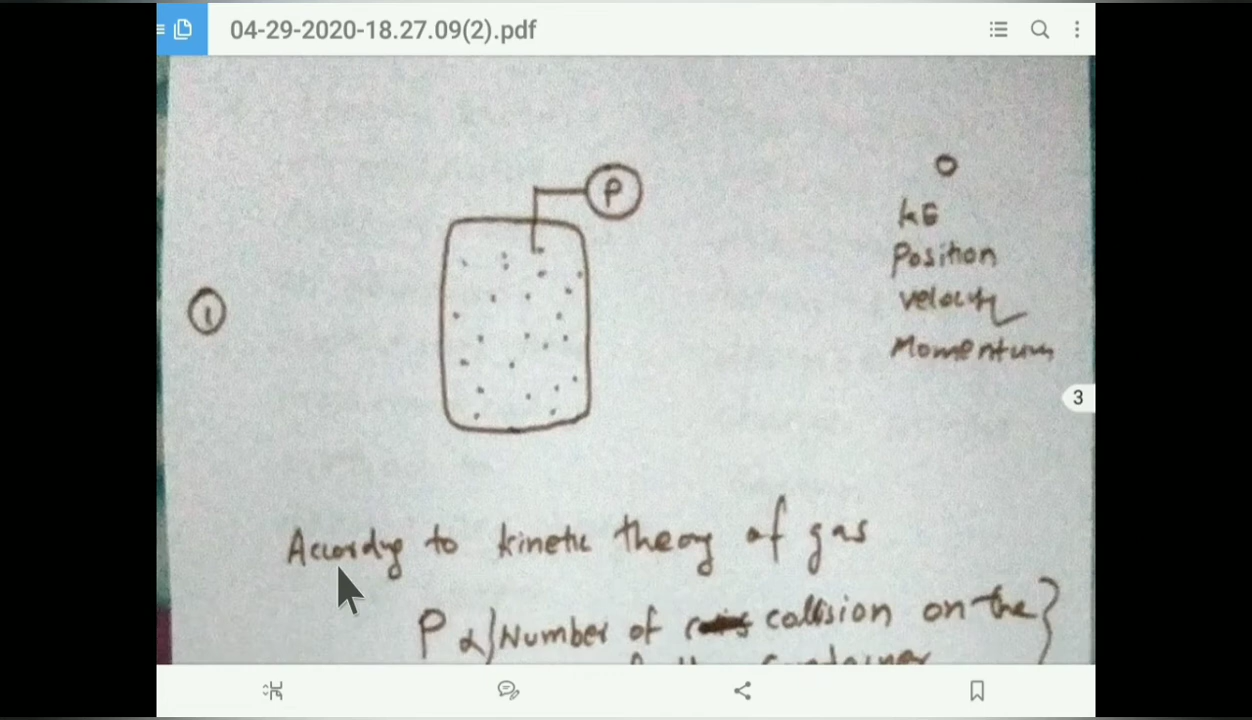 04-29-2020-18.27.09(2).pdf
P
KE
Position
velocity
Momentum
1
3
According to kinetic theory of gas
P α Number of collision on the
container